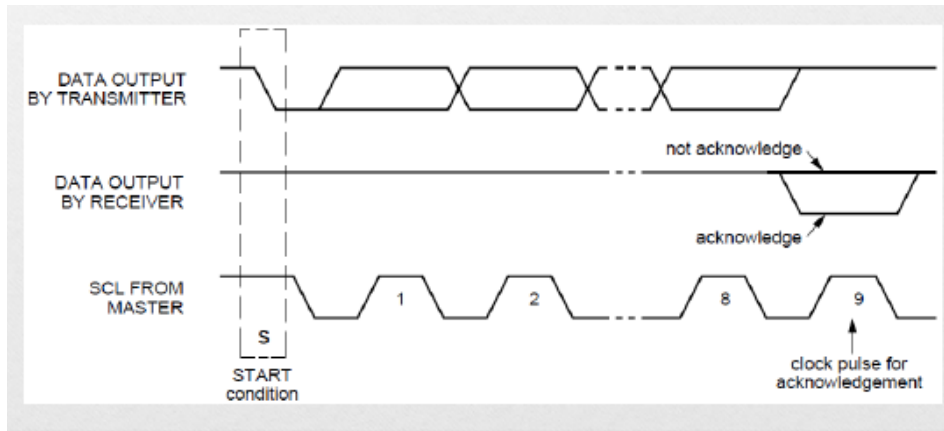 DATA OUTPUT
BY TRANSMITTER
not acknowledge
DATA OUTPUT
BY RECEIVER
acknowledge
SCL FROM
MASTER
1
2
8
9
S
START
condition
clock pulse for
acknowledgement